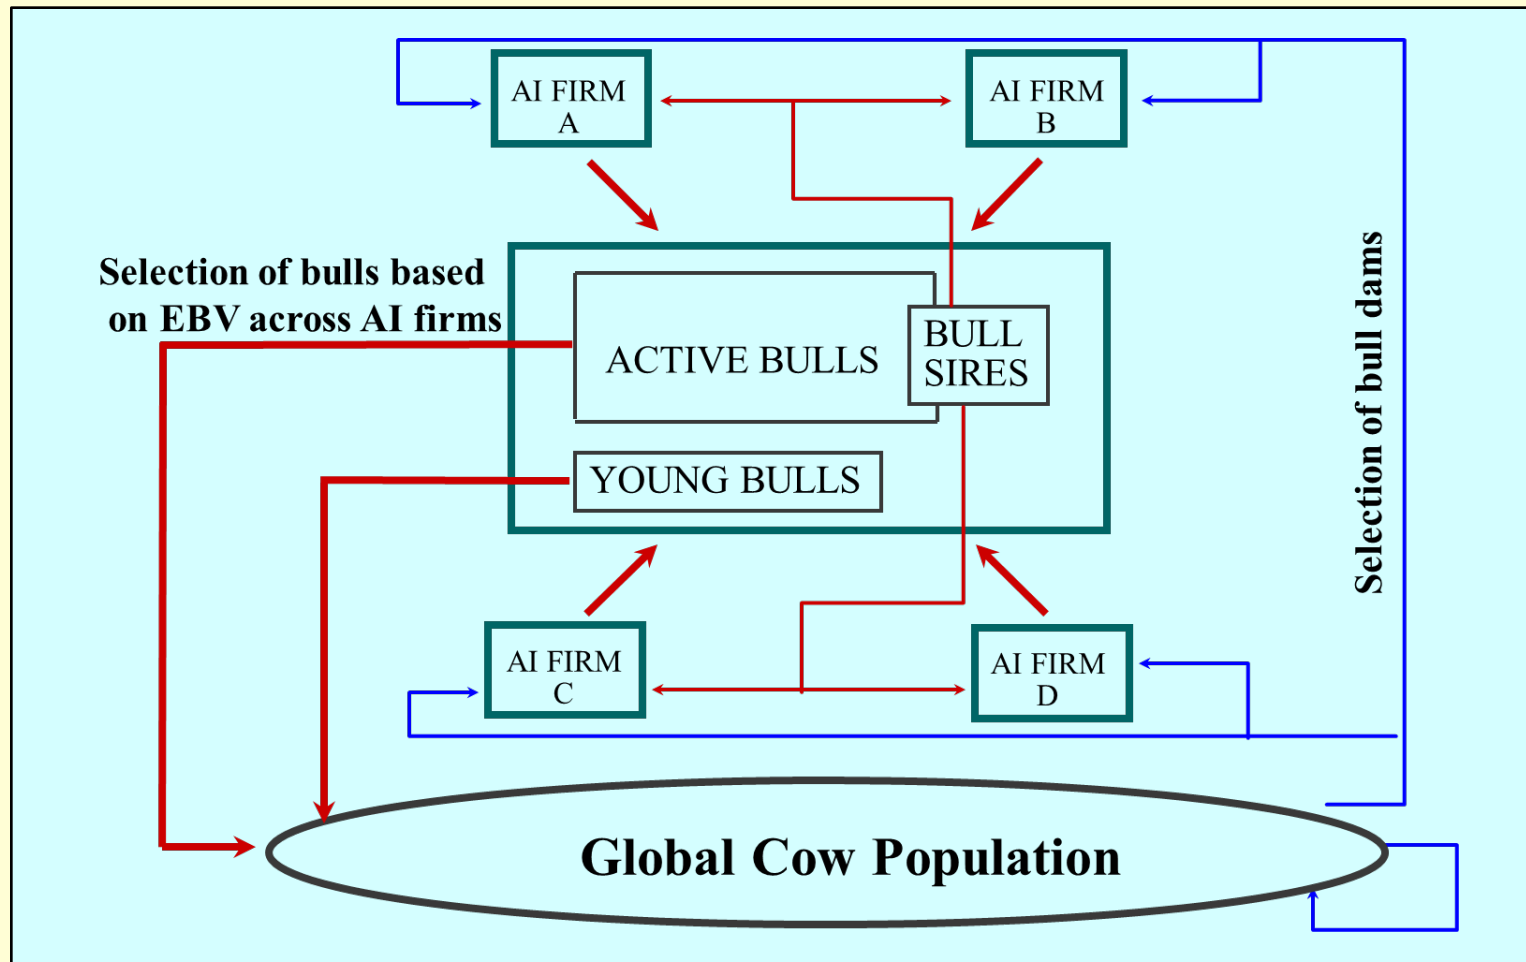 AI FIRM
A
AI FIRM
B
Selection of bulls based
on EBV across AI firms
ACTIVE BULLS
BULL
SIRES
YOUNG BULLS
Selection of bull dams
AI FIRM
C
AI FIRM
D
Global Cow Population